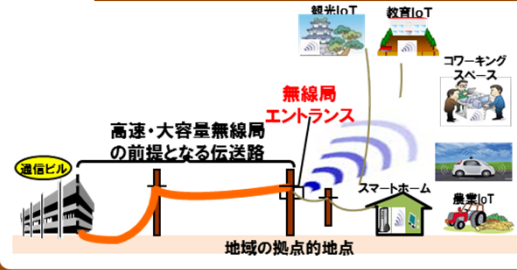 観光IoT
教育IoT
コワーキング
スペース
無線局
エントランス
高速・大容量無線局
の前提となる伝送路
通信ビル
スマートホーム
農業IoT
地域の拠点的地点